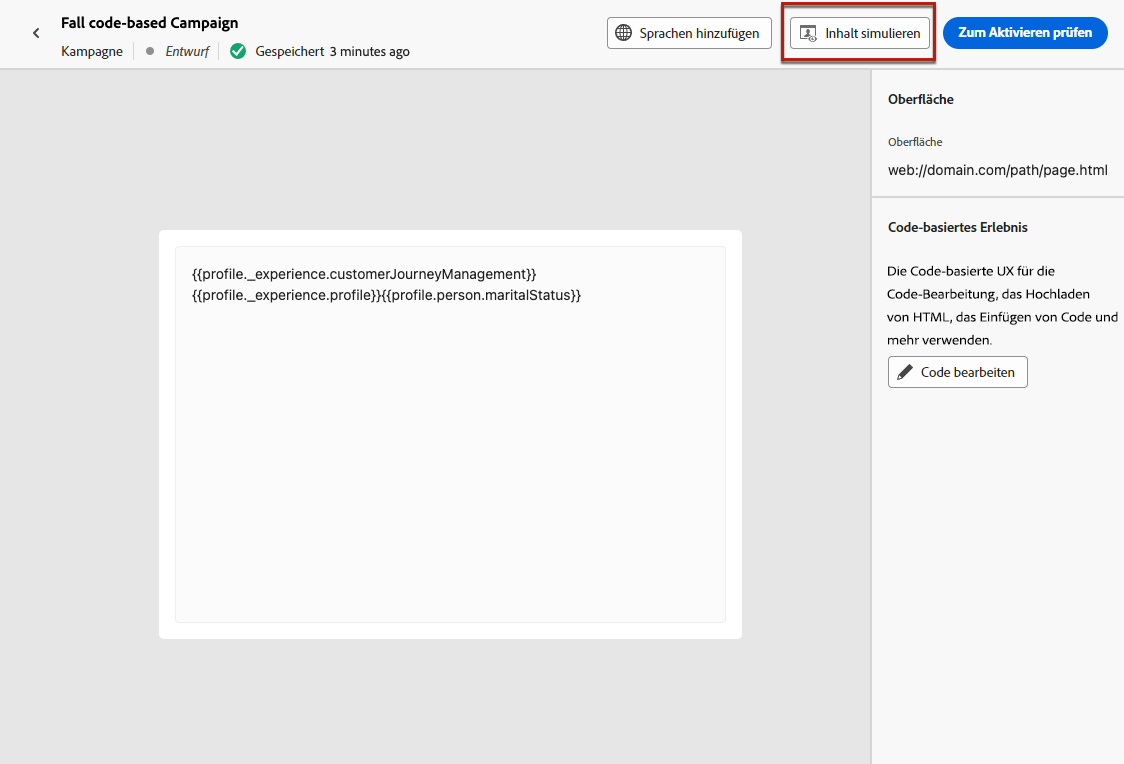 Fall code-based Campaign
Kampagne Entwurf Gespeichert 3 minutes ago
Sprachen hinzufügen
Inhalt simulieren
Zum Aktivieren prüfen
{{profile._experience.customerJourneyManagement}}
{{profile._experience.profile}}{{profile.person.maritalStatus}}
Oberfläche
Oberfläche
web://domain.com/path/page.html
Code-basiertes Erlebnis
Die Code-basierte UX für die
Code-Bearbeitung, das Hochladen
von HTML, das Einfügen von Code und
mehr verwenden.
Code bearbeiten